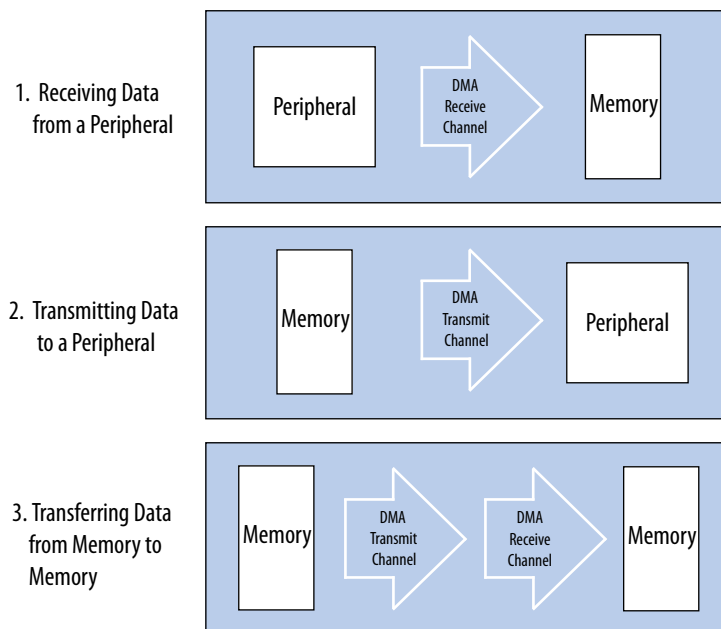 1. Receiving Data
from a Peripheral
Peripheral
DMA
Receive
Channel
Memory
2. Transmitting Data
to a Peripheral
Memory
DMA
Transmit
Channel
Peripheral
3. Transferring Data
from Memory to
Memory
Memory
DMA
Transmit
Channel
DMA
Receive
Channel
Memory